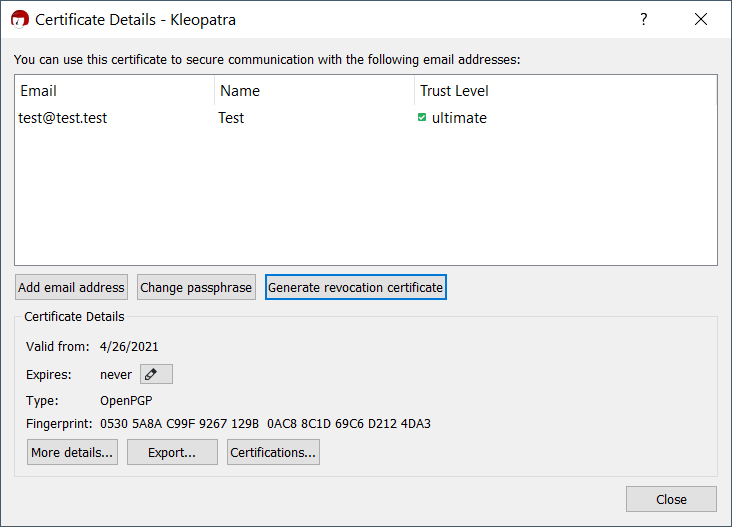 Certificate Details - Kleopatra ?
You can use this certificate to secure communication with the following email addresses:
Email Name Trust Level
test@test.test Test ultimate
Add email address Change passphrase Generate revocation certificate
Certificate Details
Valid from: 4/26/2021
Expires: never
Type: OpenPGP
Fingerprint: 0530 5A8A C99F 9267 129B  0AC8 8C1D 69C6 D212 4DA3
More details... Export... Certifications...
Close